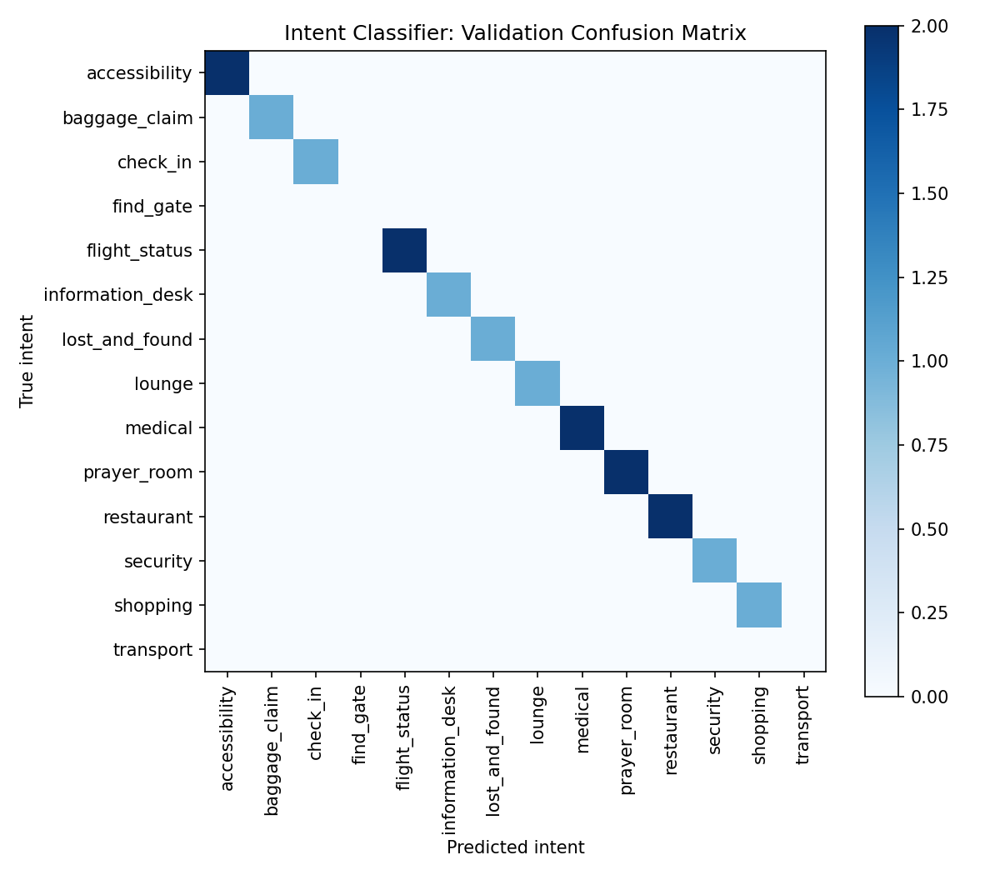 Intent Classifier: Validation Confusion Matrix
True intent
accessibility
baggage_claim
check_in
find_gate
flight_status
information_desk
lost_and_found
lounge
medical
prayer_room
restaurant
security
shopping
transport
accessibility
baggage_claim
check_in
find_gate
flight_status
information_desk
lost_and_found
lounge
medical
prayer_room
restaurant
security
shopping
transport
Predicted intent
2.00
1.75
1.50
1.25
1.00
0.75
0.50
0.25
0.00